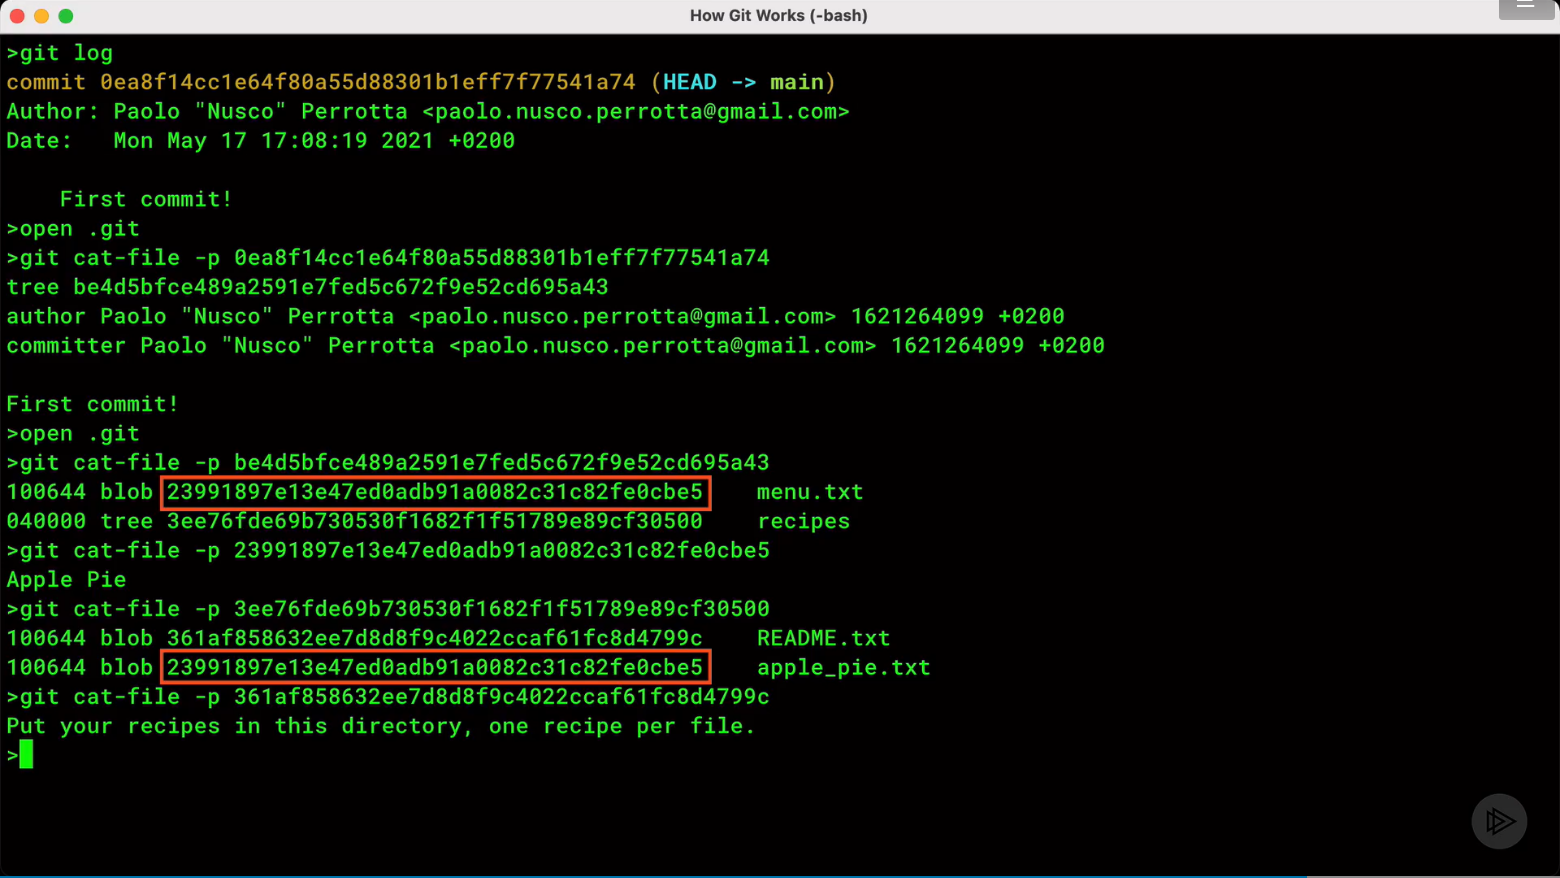 How Git Works (-bash)
>git log
commit 0ea8f14cc1e64f80a55d88301b1eff7f77541a74 (HEAD -> main)
Author: Paolo "Nusco" Perrotta <paolo.nusco.perrotta@gmail.com>
Date:   Mon May 17 17:08:19 2021 +0200
    First commit!
>open .git
>git cat-file -p 0ea8f14cc1e64f80a55d88301b1eff7f77541a74
tree be4d5bfce489a2591e7fed5c672f9e52cd695a43
author Paolo "Nusco" Perrotta <paolo.nusco.perrotta@gmail.com> 1621264099 +0200
committer Paolo "Nusco" Perrotta <paolo.nusco.perrotta@gmail.com> 1621264099 +0200
First commit!
>open .git
>git cat-file -p be4d5bfce489a2591e7fed5c672f9e52cd695a43
100644 blob 23991897e13e47ed0adb91a0082c31c82fe0cbe5    menu.txt
040000 tree 3ee76fde69b730530f1682f1f51789e89cf30500    recipes
>git cat-file -p 23991897e13e47ed0adb91a0082c31c82fe0cbe5
Apple Pie
>git cat-file -p 3ee76fde69b730530f1682f1f51789e89cf30500
100644 blob 361af858632ee7d8d8f9c4022ccaf61fc8d4799c    README.txt
100644 blob 23991897e13e47ed0adb91a0082c31c82fe0cbe5    apple_pie.txt
>git cat-file -p 361af858632ee7d8d8f9c4022ccaf61fc8d4799c
Put your recipes in this directory, one recipe per file.
>